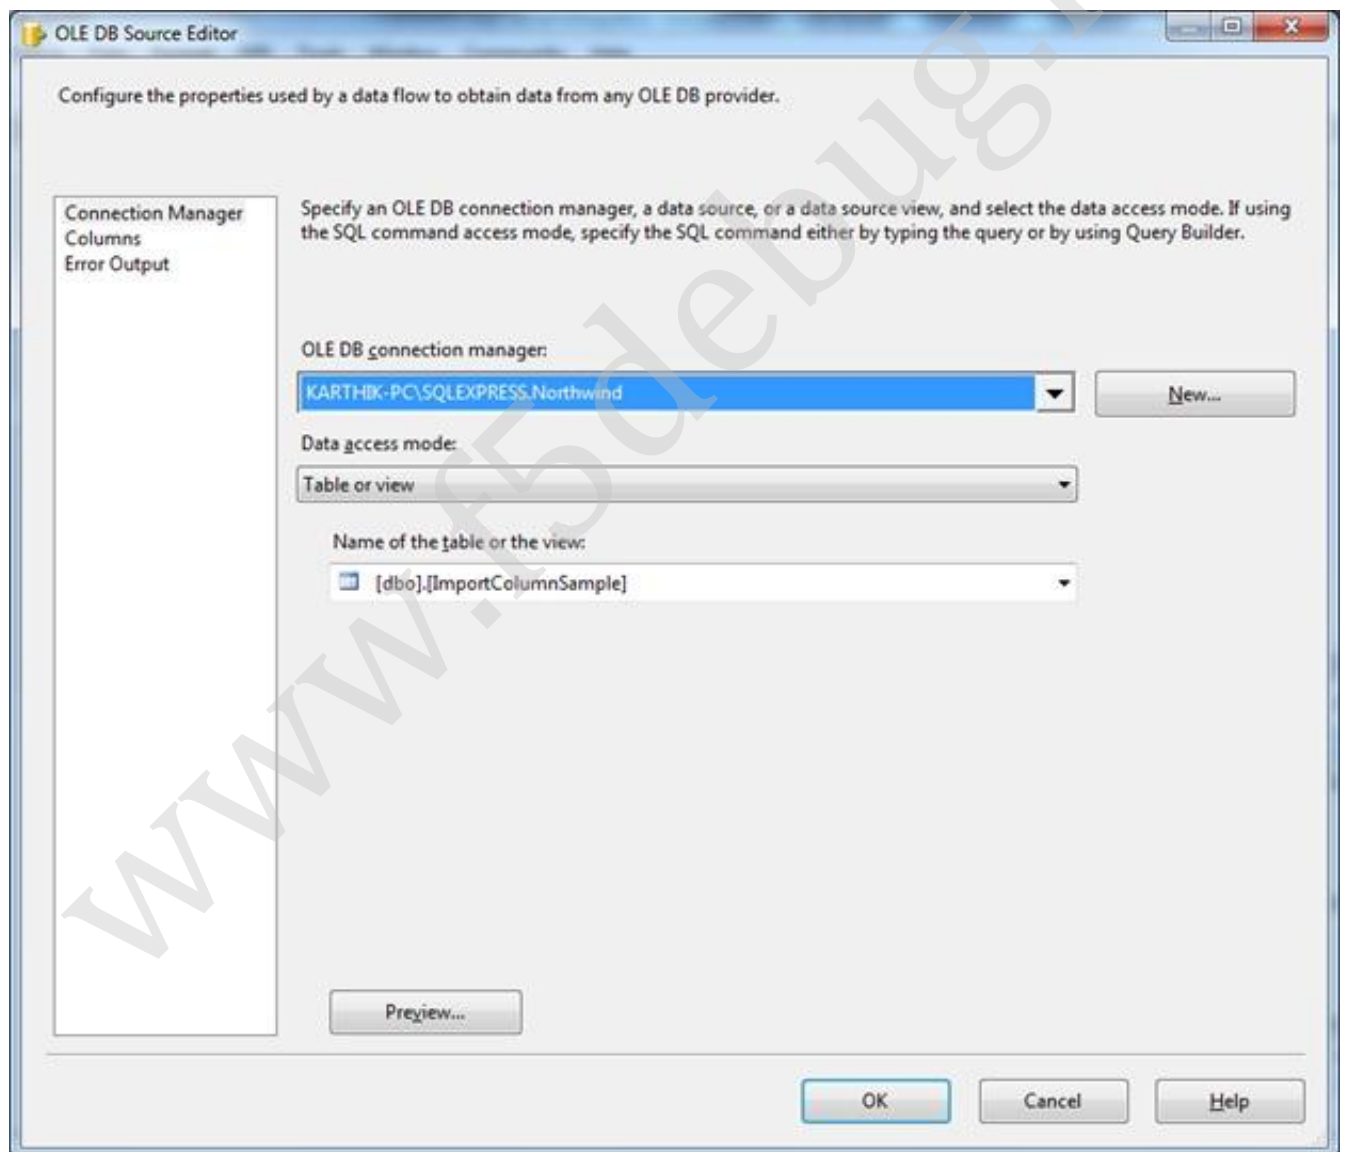 OLE DB Source Editor
Configure the properties used by a data flow to obtain data from any OLE DB provider.
Connection Manager
Columns
Error Output
Specify an OLE DB connection manager, a data source, or a data source view, and select the data access mode. If using
the SQL command access mode, specify the SQL command either by typing the query or by using Query Builder.
OLE DB connection manager:
KARTHIK-PC\SQLEXPRESS.Northwind
New...
Data access mode:
Table or view
Name of the table or the view:
[dbo].[ImportColumnSample]
Preview...
OK
Cancel
Help
www.f5debug.